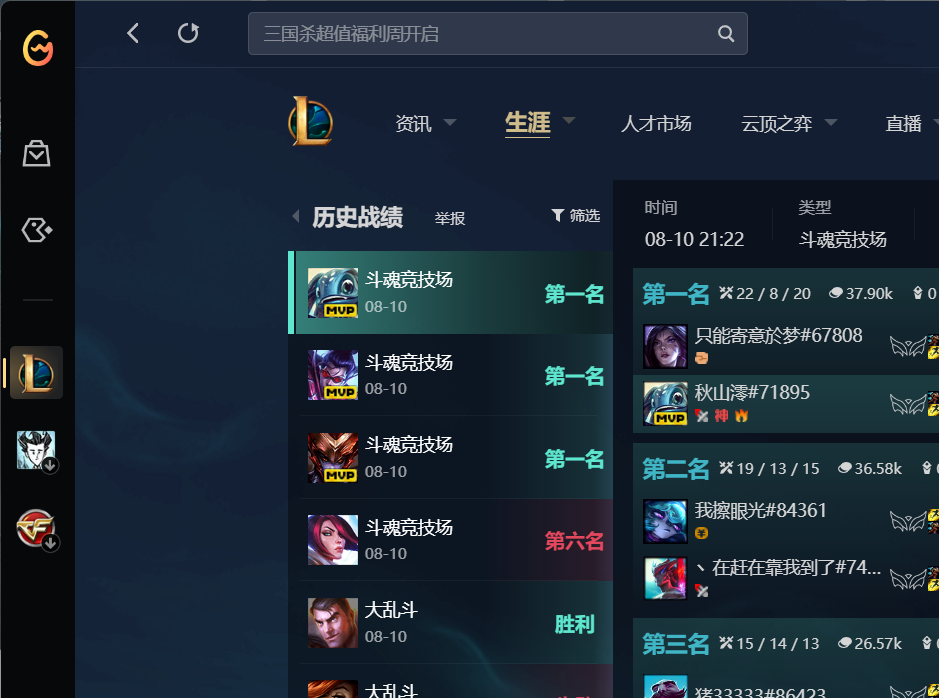 三国杀超值福利周开启
资讯
生涯
人才市场
云顶之弈
直播
历史战绩
举报
筛选
时间
08-10 21:22
类型
斗魂竞技场
斗魂竞技场
08-10
第一名
MVP
斗魂竞技场
08-10
第一名
MVP
斗魂竞技场
08-10
第一名
MVP
斗魂竞技场
08-10
第六名
大乱斗
08-10
胜利
大乱斗
第一名 22 / 8 / 20 37.90k 0
只能寄意於梦#67808
秋山澪#71895
MVP
神
第二名 19 / 13 / 15 36.58k
我擦眼光#84361
丶在赶在靠我到了#74...
第三名 15 / 14 / 13 26.57k
猪33333#86423